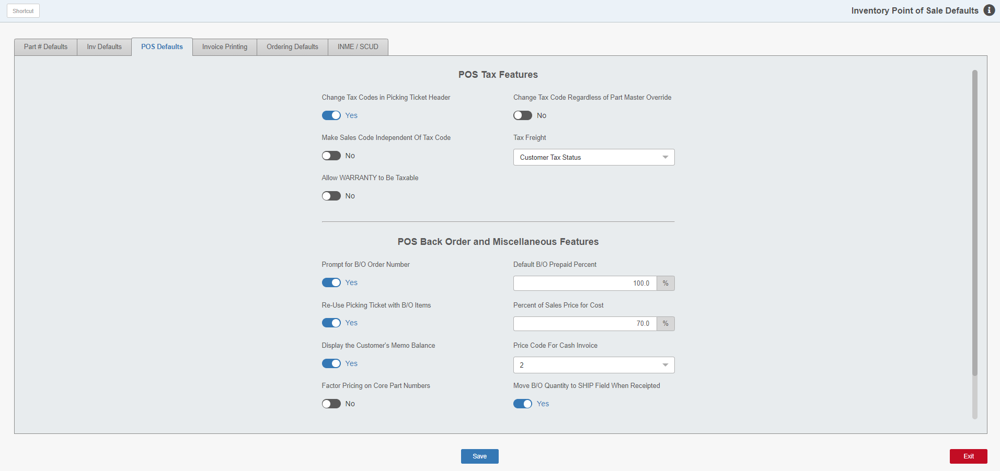 Shortcut
Inventory Point of Sale Defaults
Part # Defaults
Inv Defaults
POS Defaults
Invoice Printing
Ordering Defaults
INME / SCUD
POS Tax Features
Change Tax Codes in Picking Ticket Header
Change Tax Code Regardless of Part Master Override
Yes
No
Make Sales Code Independent Of Tax Code
Tax Freight
No
Customer Tax Status
Allow WARRANTY to Be Taxable
No
POS Back Order and Miscellaneous Features
Prompt for B/O Order Number
Default B/O Prepaid Percent
Yes
100.0 %
Re-Use Picking Ticket with B/O Items
Percent of Sales Price for Cost
Yes
70.0 %
Display the Customer's Memo Balance
Price Code For Cash Invoice
Yes
2
Factor Pricing on Core Part Numbers
Move B/O Quantity to SHIP Field When Receipted
No
Yes
Save
Exit